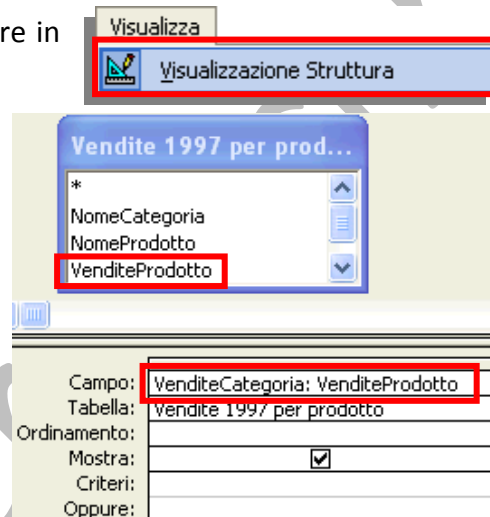 re in
Visualizza
Visualizzazione Struttura
Vendite 1997 per prod...
*
NomeCategoria
NomeProdotto
VenditeProdotto
Campo: VenditeCategoria: VenditeProdotto
Tabella: Vendite 1997 per prodotto
Ordinamento:
Mostra:
Criteri:
Oppure: